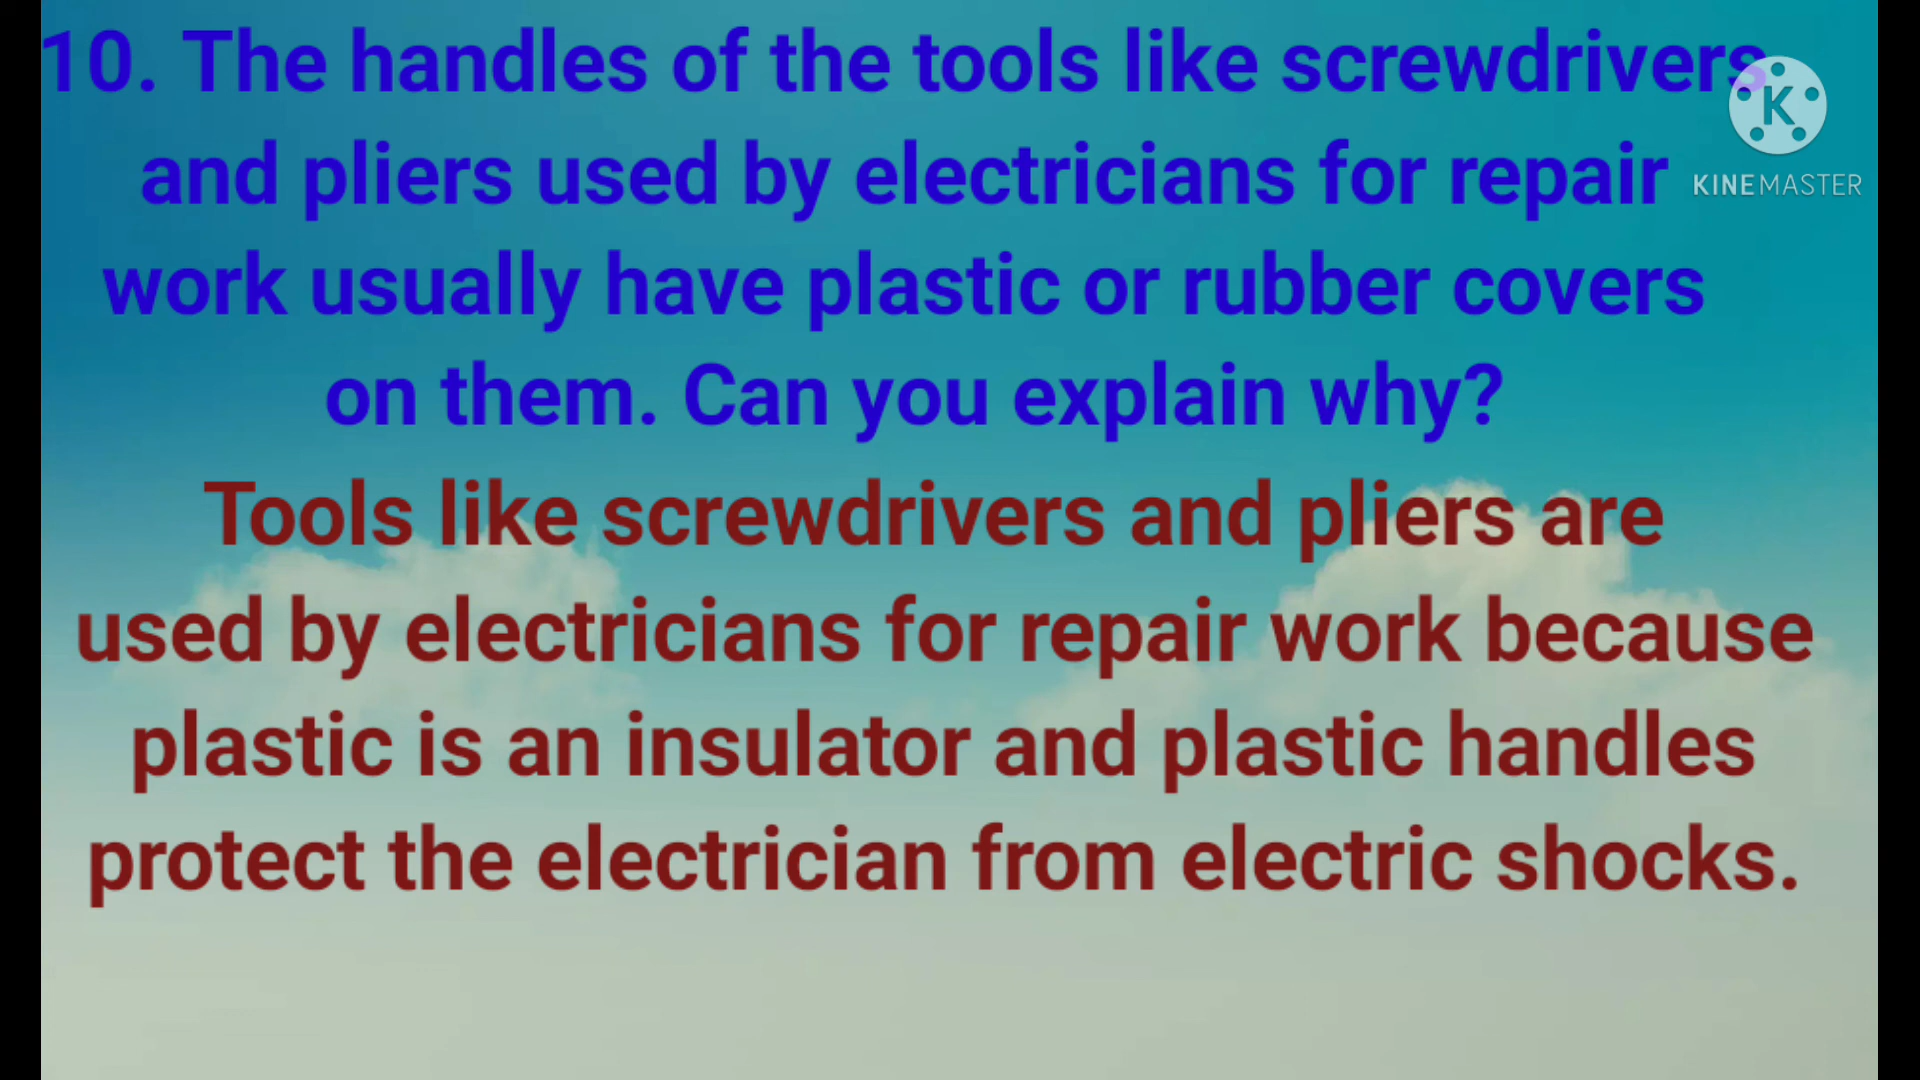 10. The handles of the tools like screwdrivers
and pliers used by electricians for repair
work usually have plastic or rubber covers
on them. Can you explain why?
Tools like screwdrivers and pliers are
used by electricians for repair work because
plastic is an insulator and plastic handles
protect the electrician from electric shocks.
K
KINEMASTER